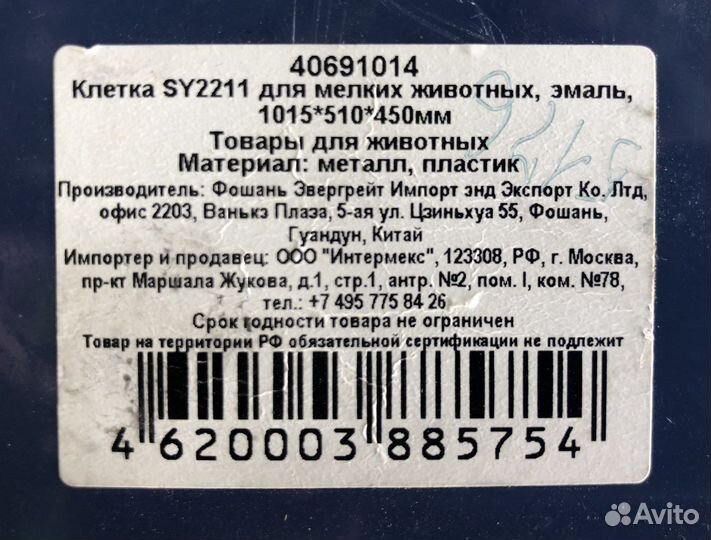 40691014
Клетка SY2211 для мелких животных, эмаль,
1015*510*450мм
Товары для животных
Материал: металл, пластик
Производитель: Фошань Эвергрейт Импорт энд Экспорт Ко. Лтд,
офис 2203, Ванькэ Плаза, 5-ая ул. Цзиньхуа 55, Фошань,
Гуандун, Китай
Импортер и продавец: ООО "Интермекс", 123308, РФ, г. Москва,
пр-кт Маршала Жукова, д.1, стр.1, антр. №2, пом. I, ком. №78,
тел.: +7 495 775 84 26
Срок годности товара не ограничен
Товар на территории РФ обязательной сертификации не подлежит
4 620003 885754
Avito